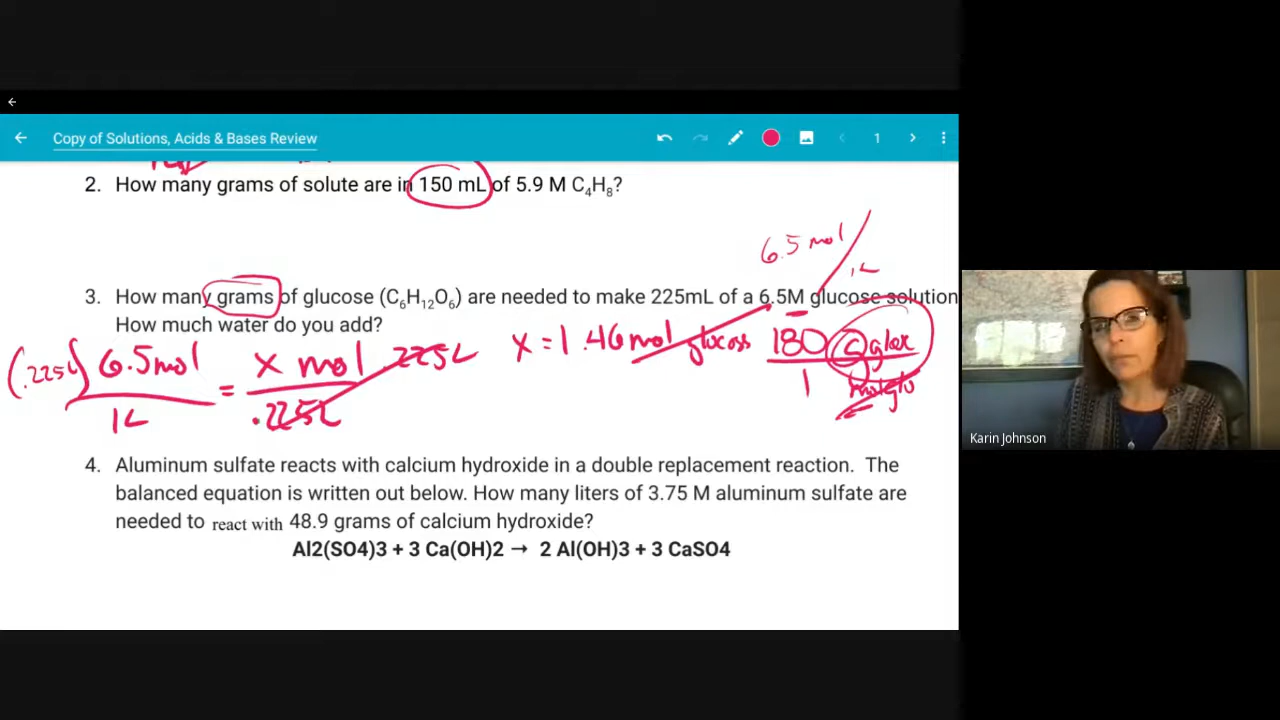 Copy of Solutions, Acids & Bases Review
1
2. How many grams of solute are in 150 mL of 5.9 M C₄H₈?
6.5 mol
1L
3. How many grams of glucose (C₆H₁₂O₆) are needed to make 225mL of a 6.5M glucose solution
How much water do you add?
x = 1.46 mol 180 g
1
(.225L) 6.5 mol = x mol .225L
1L .225L
Karin Johnson
4. Aluminum sulfate reacts with calcium hydroxide in a double replacement reaction. The
balanced equation is written out below. How many liters of 3.75 M aluminum sulfate are
needed to react with 48.9 grams of calcium hydroxide?
Al2(SO4)3 + 3 Ca(OH)2 → 2 Al(OH)3 + 3 CaSO4